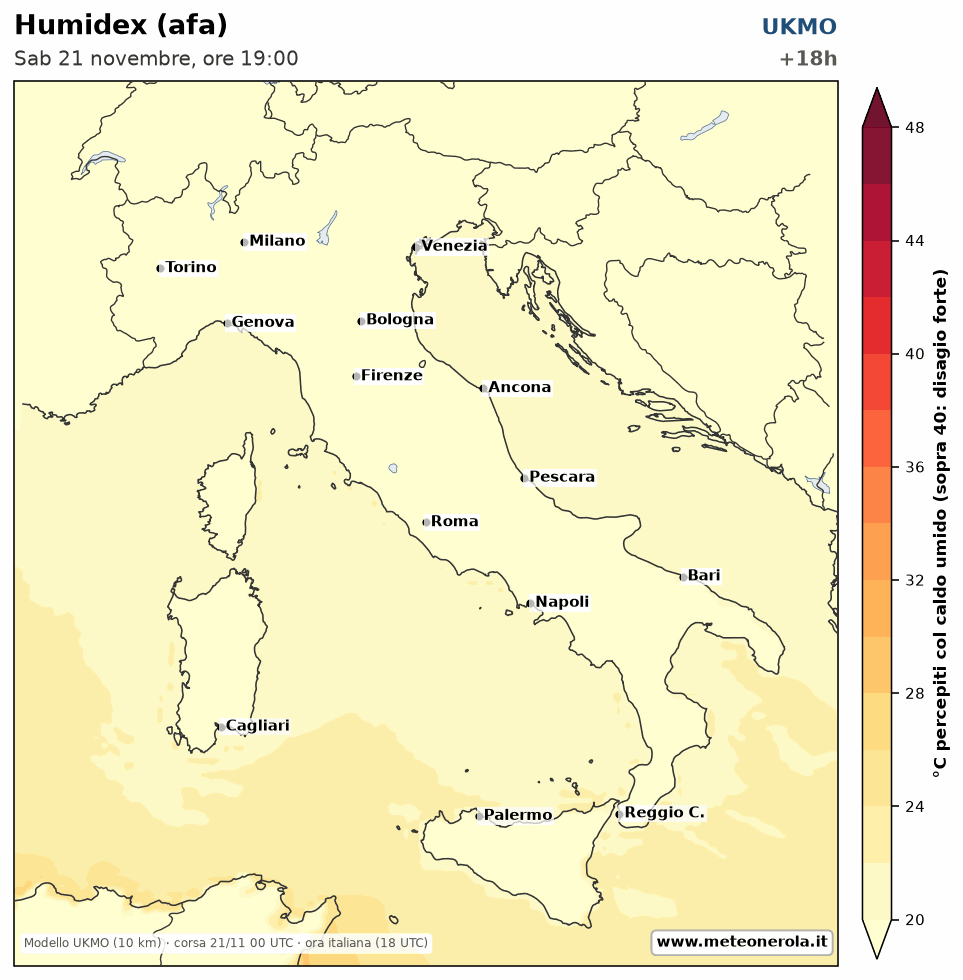 Humidex (afa)
UKMO
Sab 21 novembre, ore 19:00
+18h
48
44
40
36
32
28
24
20
°C percepiti col caldo umido (sopra 40: disagio forte)
Milano
Venezia
Torino
Genova
Bologna
Firenze
Ancona
Pescara
Roma
Bari
Napoli
Cagliari
Palermo
Reggio C.
Modello UKMO (10 km) · corsa 21/11 00 UTC · ora italiana (18 UTC)
www.meteonerola.it